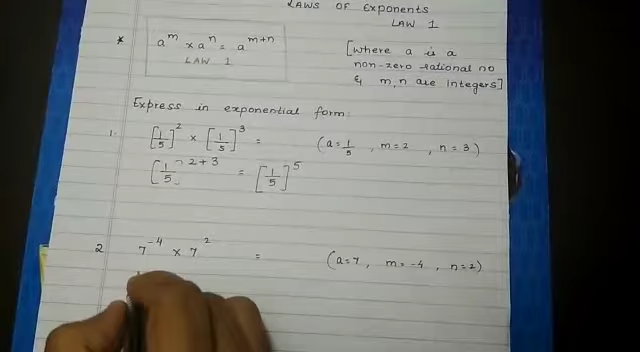 LAWS OF Exponents
LAW 1
* a^m × a^n = a^{m+n}
LAW 1
[where a is a
non-zero rational no
& m,n are integers]
Express in exponential form:
1. [1/5]^2 × [1/5]^3 = (a=1/5, m=2, n=3)
[1/5]^{2+3} = [1/5]^5
2 7^{-4} × 7^2 = (a=7, m=-4, n=2)